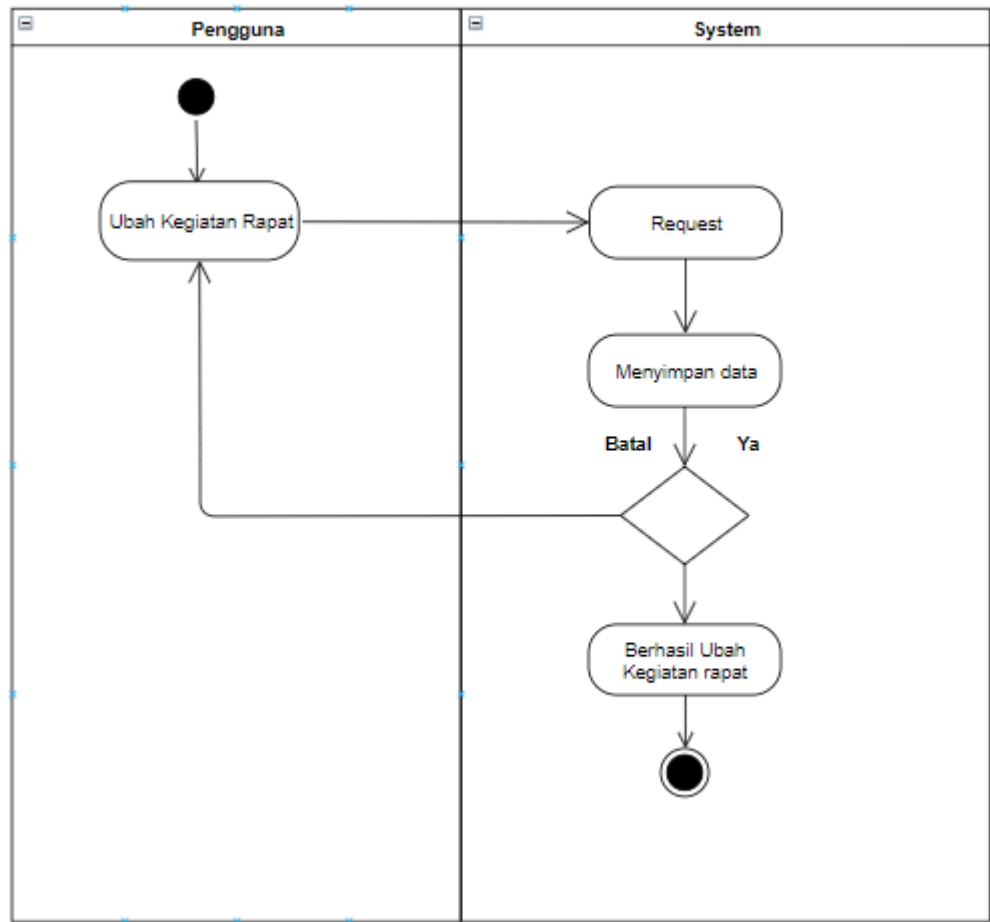 Pengguna
System
Ubah Kegiatan Rapat
Request
Menyimpan data
Batal
Ya
Berhasil Ubah
Kegiatan rapat